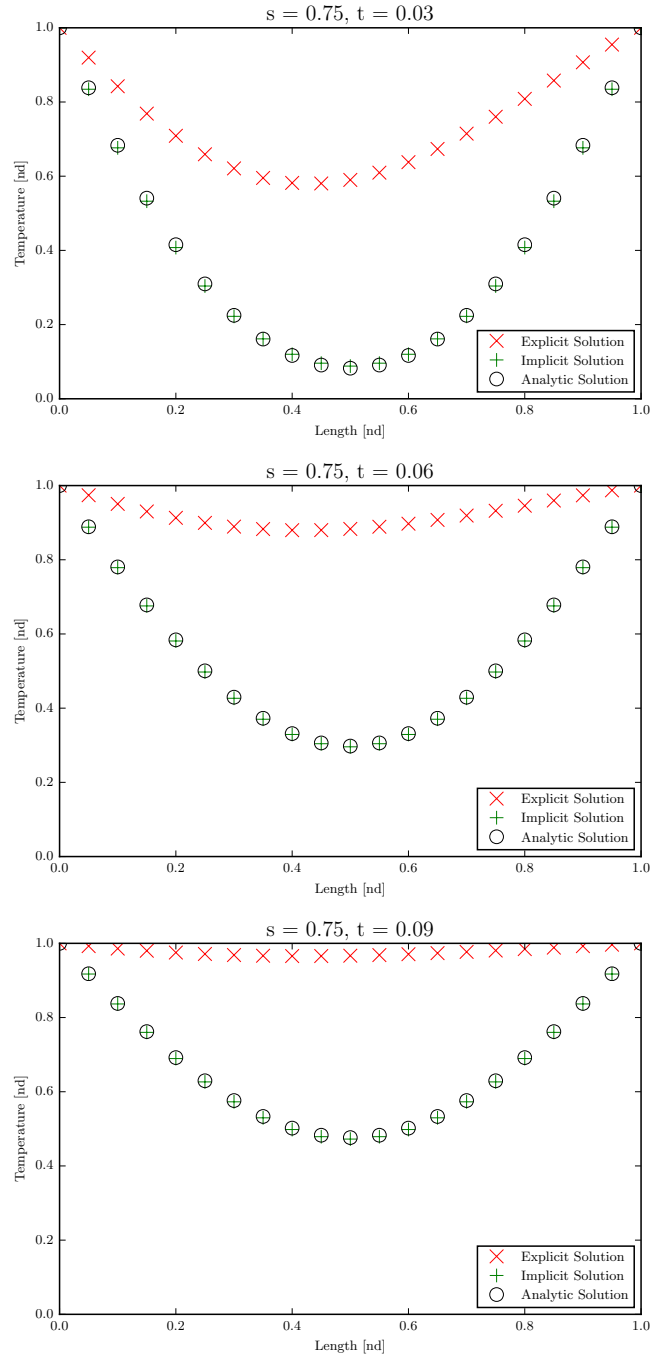 s = 0.75, t = 0.03
1.0
0.8
0.6
0.4
0.2
0.0
Temperature [nd]
Explicit Solution
Implicit Solution
Analytic Solution
0.0 0.2 0.4 0.6 0.8 1.0
Length [nd]
s = 0.75, t = 0.06
1.0
0.8
0.6
0.4
0.2
0.0
Temperature [nd]
Explicit Solution
Implicit Solution
Analytic Solution
0.0 0.2 0.4 0.6 0.8 1.0
Length [nd]
s = 0.75, t = 0.09
1.0
0.8
0.6
0.4
0.2
0.0
Temperature [nd]
Explicit Solution
Implicit Solution
Analytic Solution
0.0 0.2 0.4 0.6 0.8 1.0
Length [nd]